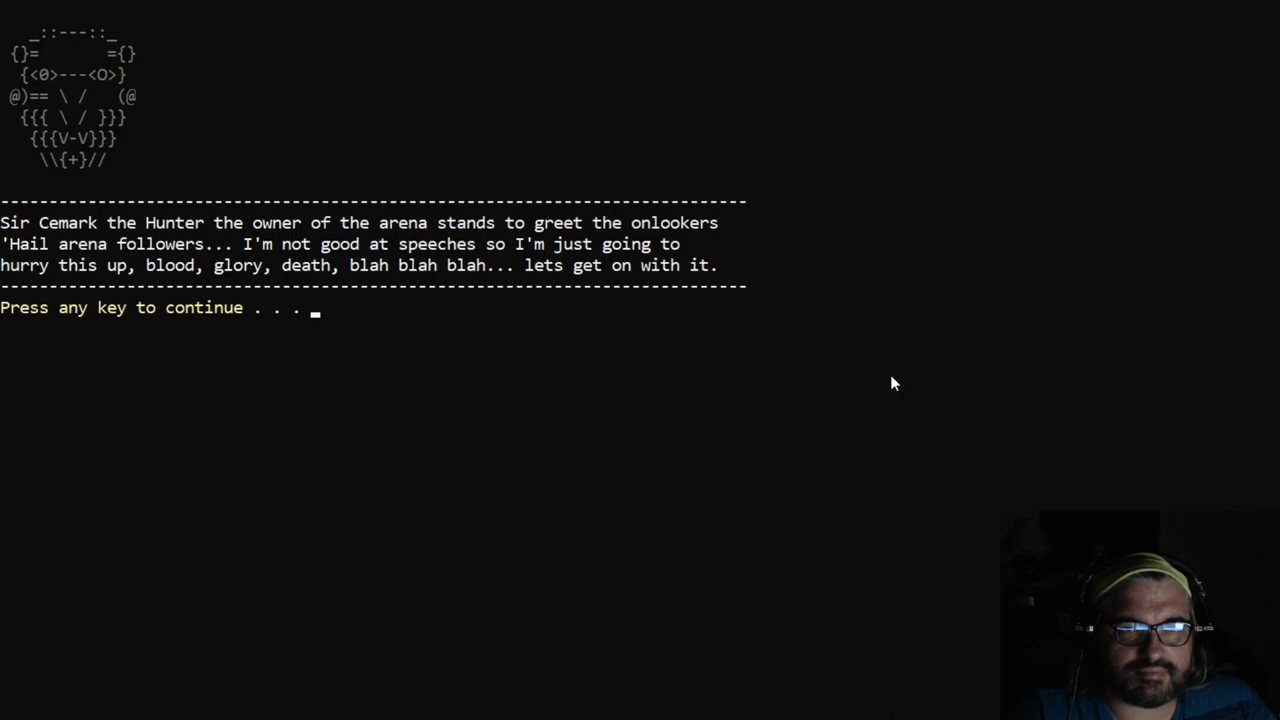 _::---::_
{}=       ={}
{<0>---<O>}
@)== \ /   (@
{{{ \ / }}}
{{{V-V}}}
\\{+}//
-----------------------------------------------------------------------------
Sir Cemark the Hunter the owner of the arena stands to greet the onlookers
'Hail arena followers... I'm not good at speeches so I'm just going to
hurry this up, blood, glory, death, blah blah blah... lets get on with it.
-----------------------------------------------------------------------------
Press any key to continue . . .